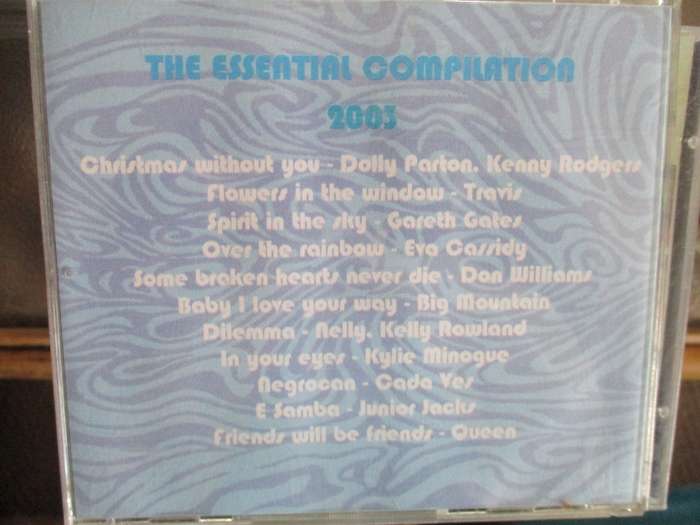 THE ESSENTIAL COMPILATION
2003
Christmas without you - Dolly Parton, Kenny Rodgers
Flowers in the window - Travis
Spirit in the sky - Gareth Gates
Over the rainbow - Eva Cassidy
Some broken hearts never die - Don Williams
Baby I love your way - Big Mountain
Dilemma - Nelly, Kelly Rowland
In your eyes - Kylie Minogue
Negrocan - Cada Ves
E Samba - Junior Jacks
Friends will be friends - Queen